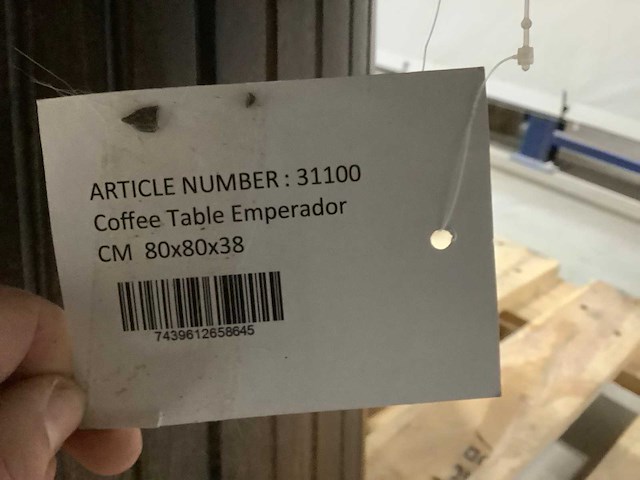 ARTICLE NUMBER : 31100
Coffee Table Emperador
CM 80x80x38
7439612658645